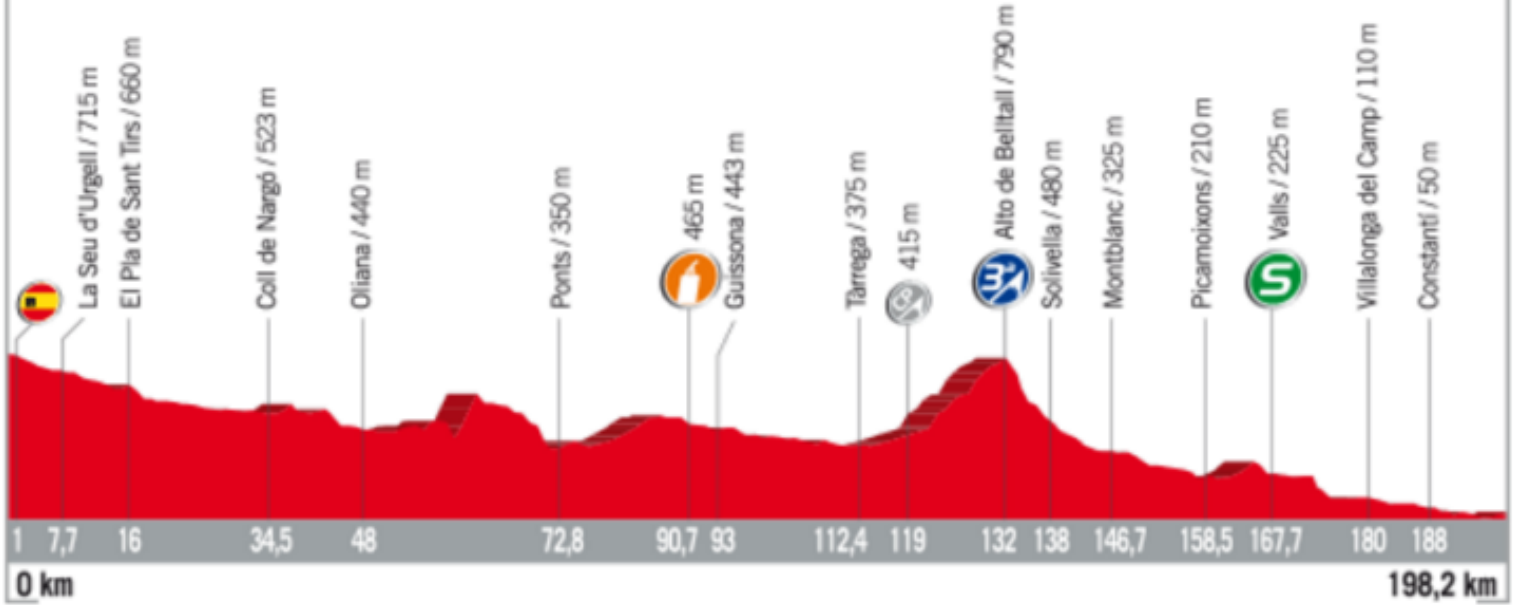 La Seu d'Urgell / 715 m
El Pla de Sant Tirs / 660 m
Coll de Nargó / 523 m
Oliana / 440 m
Ponts / 350 m
465 m
Guissona / 443 m
Tàrrega / 375 m
CP
415 m
3ª
Alto de Belltall / 790 m
Solivella / 480 m
Montblanc / 325 m
Picamoixons / 210 m
S
Valls / 225 m
Villalonga del Camp / 110 m
Constantí / 50 m
1 7,7 16 34,5 48 72,8 90,7 93 112,4 119 132 138 146,7 158,5 167,7 180 188
0 km 198,2 km